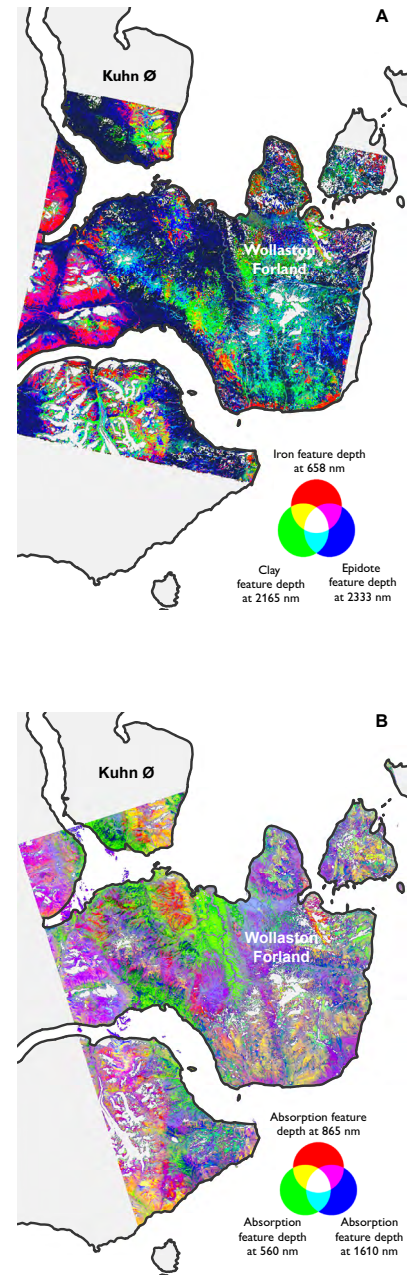 A
Kuhn Ø
Wollaston
Forland
Iron feature depth
at 658 nm
Clay
feature depth
at 2165 nm
Epidote
feature depth
at 2333 nm
B
Kuhn Ø
Wollaston
Forland
Absorption feature
depth at 865 nm
Absorption
feature depth
at 560 nm
Absorption
feature depth
at 1610 nm